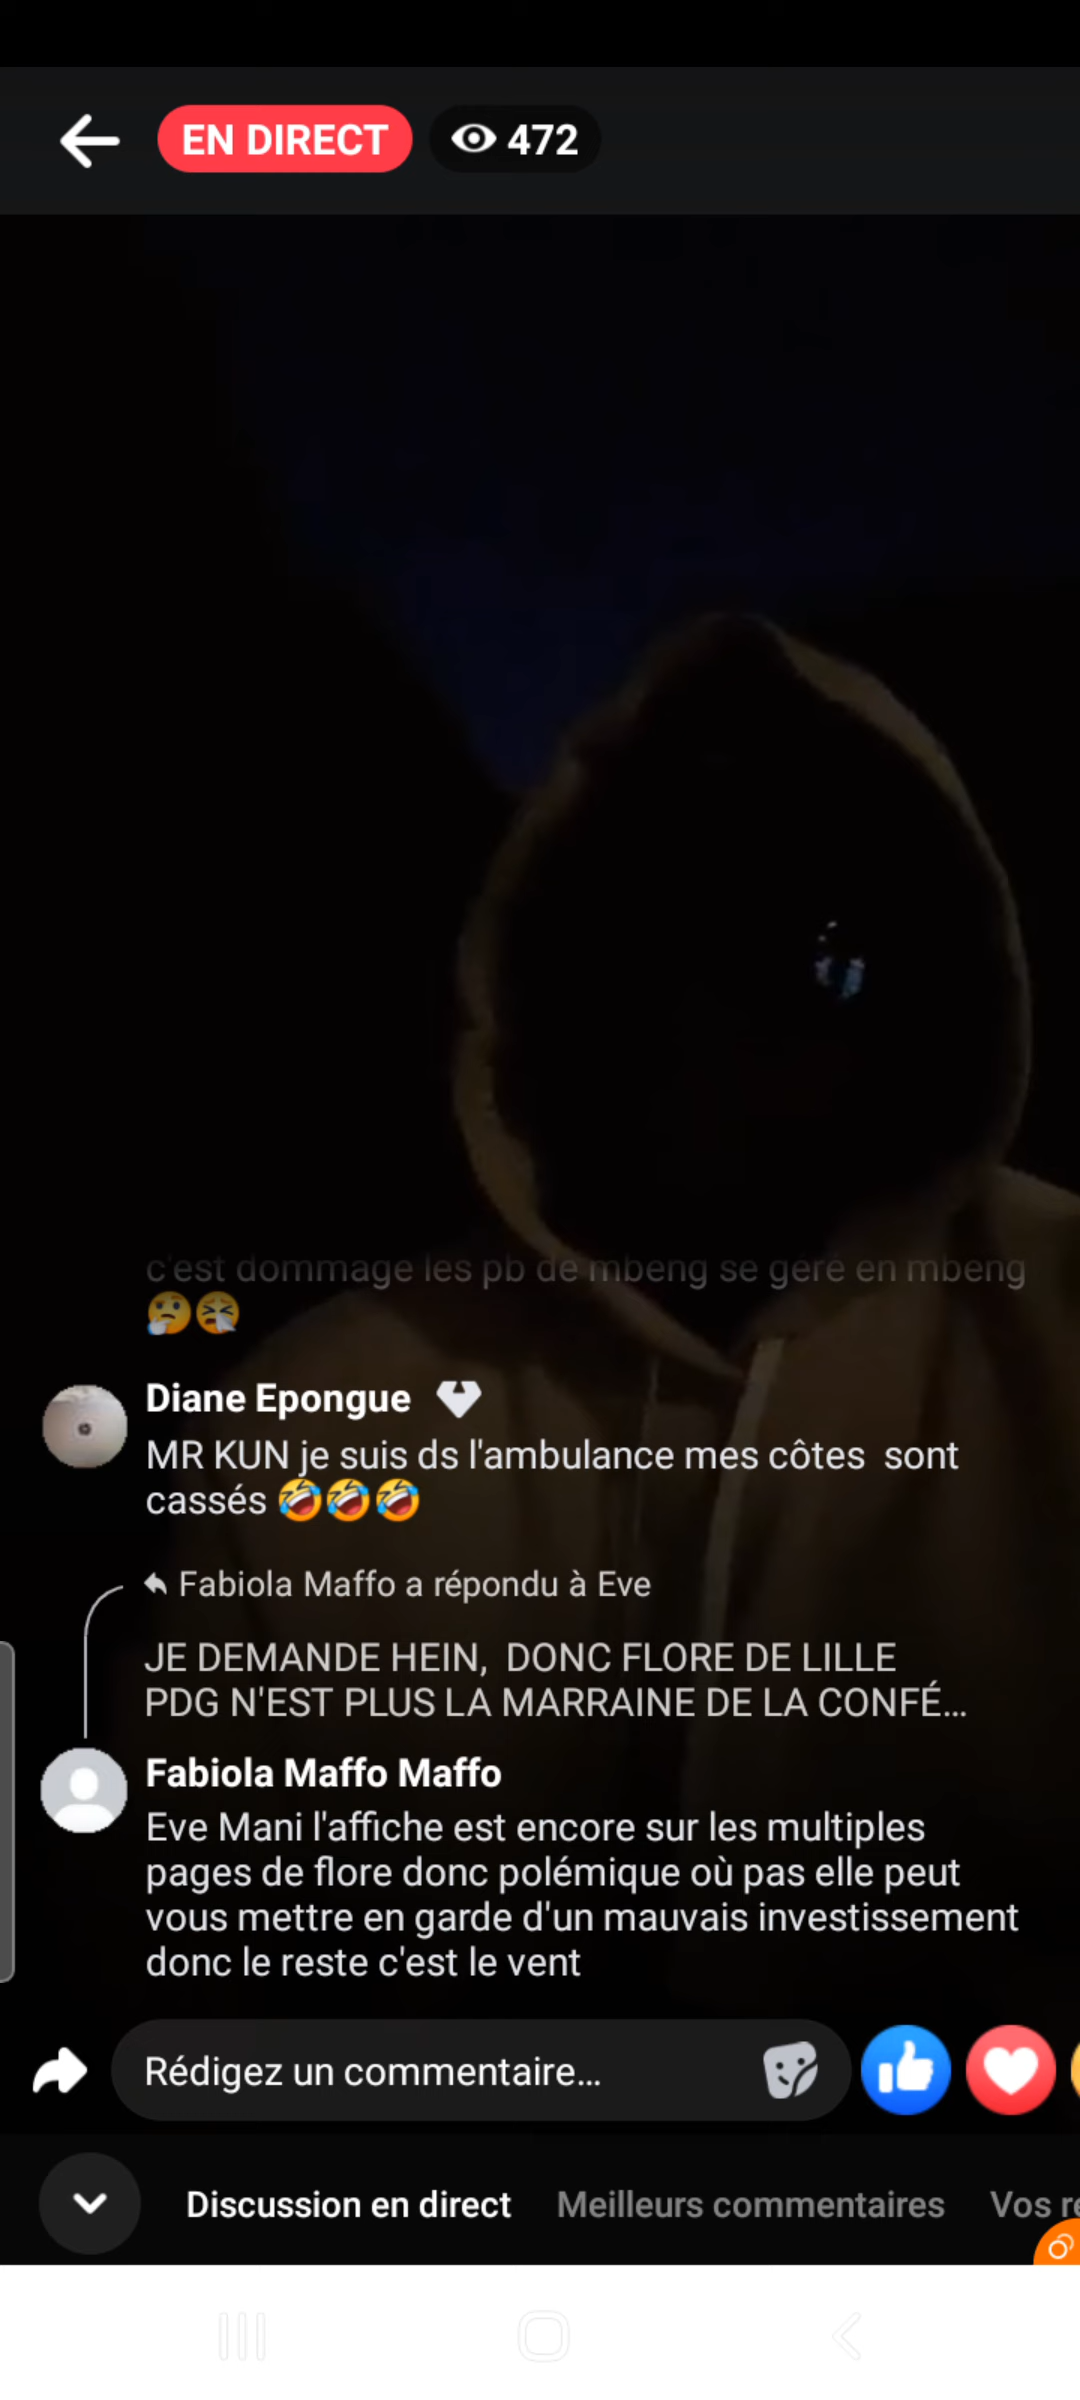 EN DIRECT
472
c'est dommage les pb de mbeng se géré en mbeng
🤔😤
Diane Epongue
MR KUN je suis ds l'ambulance mes côtes  sont
cassés 🤣🤣🤣
Fabiola Maffo a répondu à Eve
JE DEMANDE HEIN,  DONC FLORE DE LILLE
PDG N'EST PLUS LA MARRAINE DE LA CONFÉ...
Fabiola Maffo Maffo
Eve Mani l'affiche est encore sur les multiples
pages de flore donc polémique où pas elle peut
vous mettre en garde d'un mauvais investissement
donc le reste c'est le vent
Rédigez un commentaire...
Discussion en direct
Meilleurs commentaires
Vos re